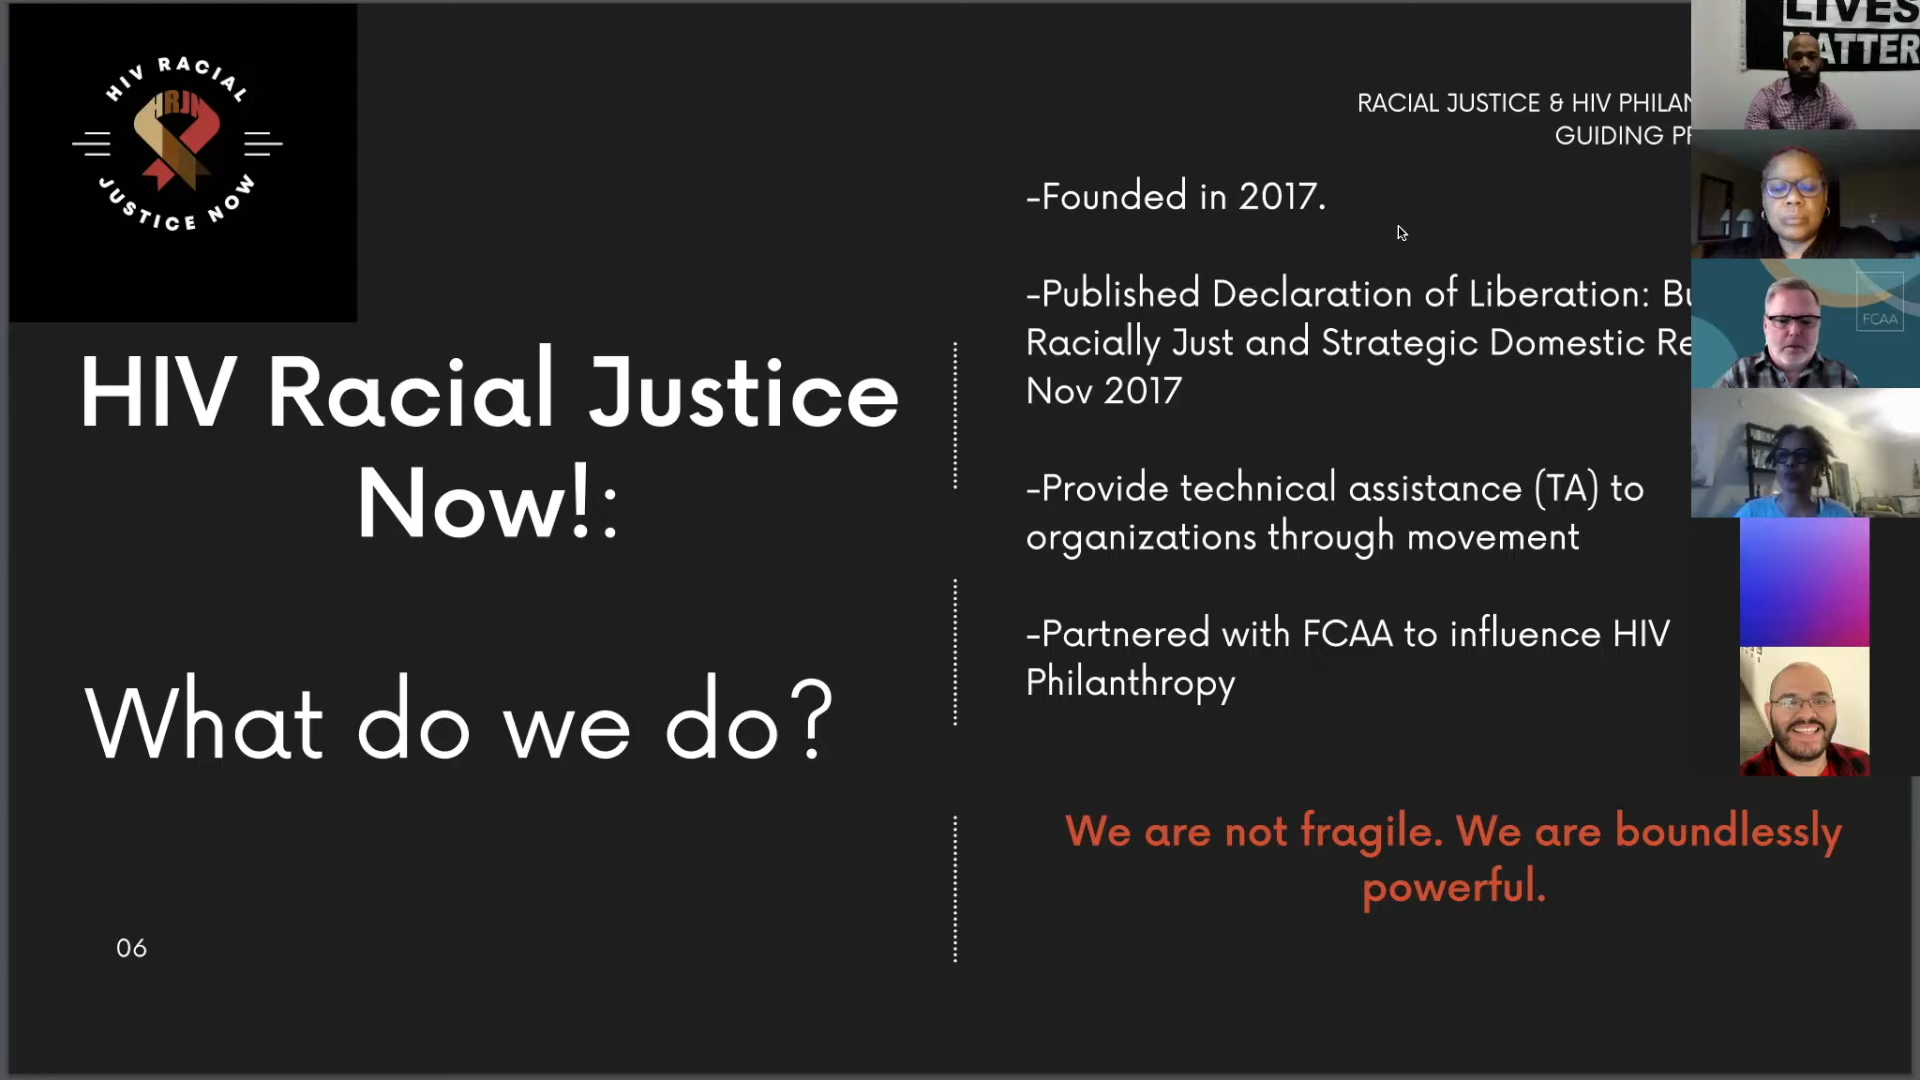 HIV RACIAL
HRJN
JUSTICE NOW
HIV Racial Justice
Now!:
What do we do?
06
RACIAL JUSTICE & HIV
GUIDING
-Founded in 2017.
-Published Declaration of Liberation:
Racially Just and Strategic Domestic
Nov 2017
-Provide technical assistance (TA) to
organizations through movement
-Partnered with FCAA to influence HIV
Philanthropy
We are not fragile. We are boundlessly
powerful.
LIVES
MATTER
FCAA